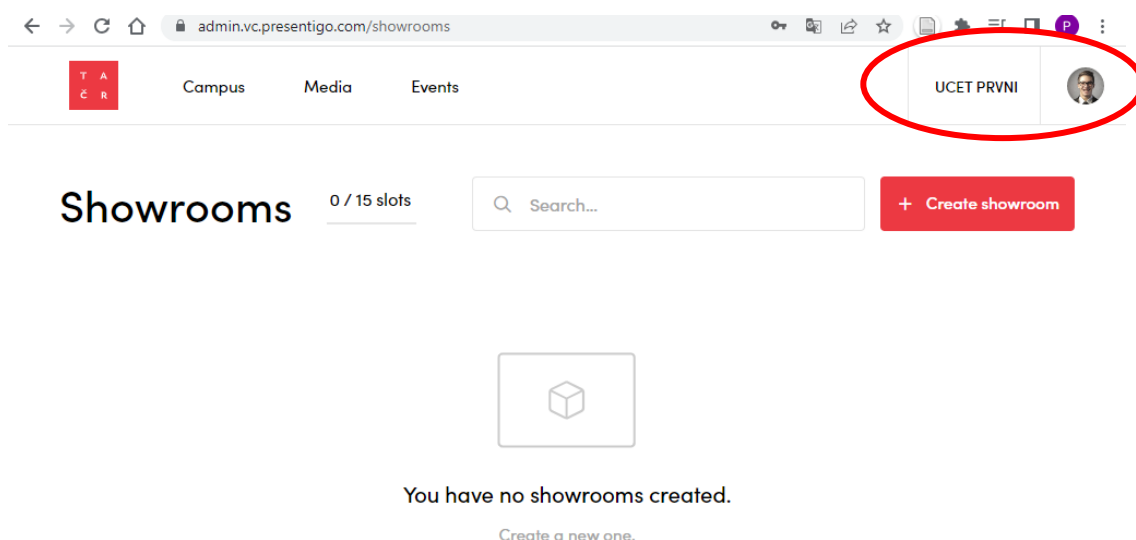 admin.vc.presentigo.com/showrooms
P
T A
Č R
Campus Media Events UCET PRVNI
Showrooms 0 / 15 slots Search... + Create showroom
You have no showrooms created.
Create a new one.